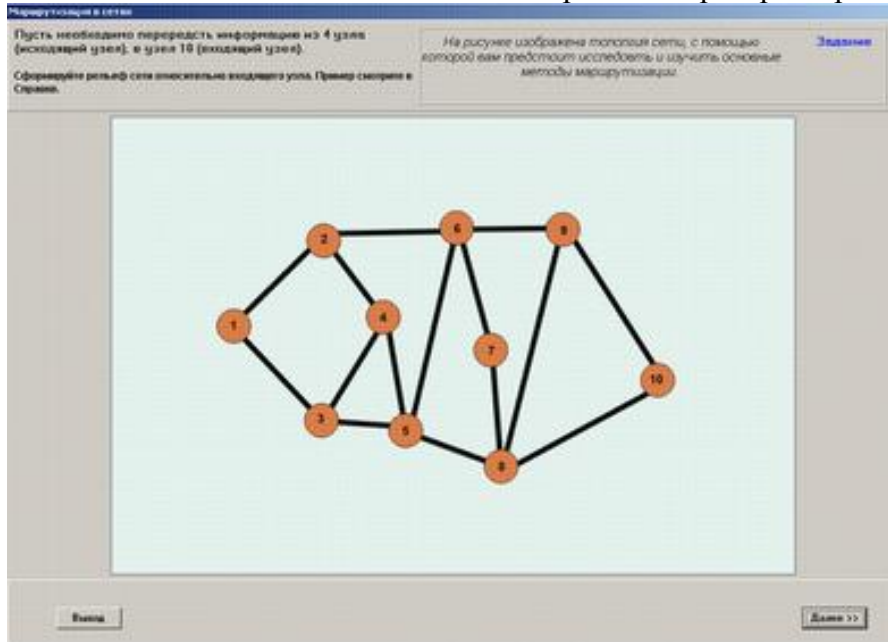 Маршрутизация в сетях
Пусть необходимо перередсть информацию из 4 узла
(исходящий узел), в узел 10 (входящий узел).
Сформируйте рельеф сети относительно входящего узла. Пример смотрите в
Справке.
На рисунке изображена топология сети, с помощью
которой вам предстоит исследовать и изучить основные
методы маршрутизации.
Задание
2
6
9
4
1
7
10
3
5
8
Выход
Далее >>